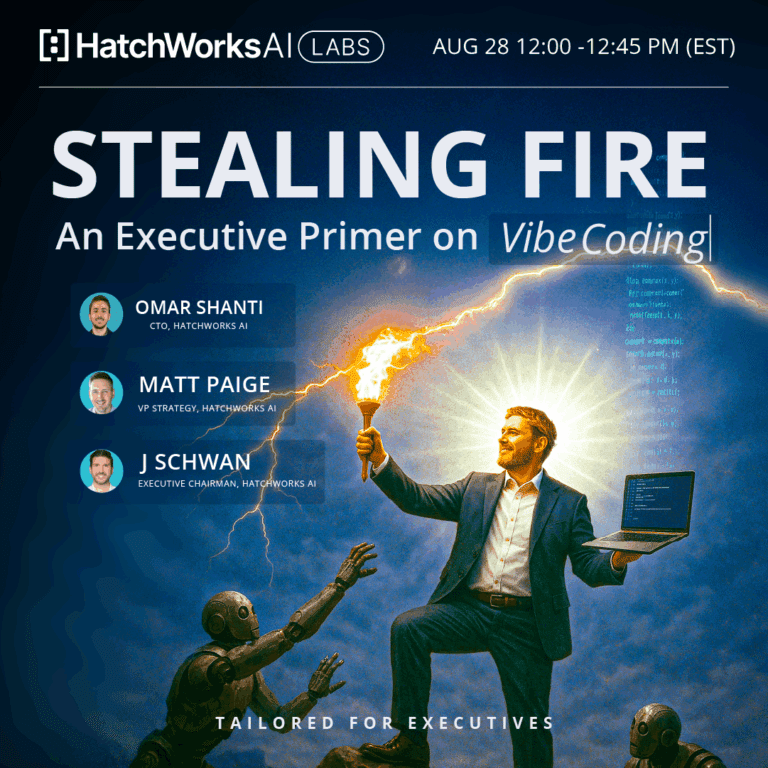 HatchWorksAI LABS
AUG 28 12:00 -12:45 PM (EST)
STEALING FIRE
An Executive Primer on VibeCoding
OMAR SHANTI
CTO, HATCHWORKS AI
MATT PAIGE
VP STRATEGY, HATCHWORKS AI
J SCHWAN
EXECUTIVE CHAIRMAN, HATCHWORKS AI
TAILORED FOR EXECUTIVES